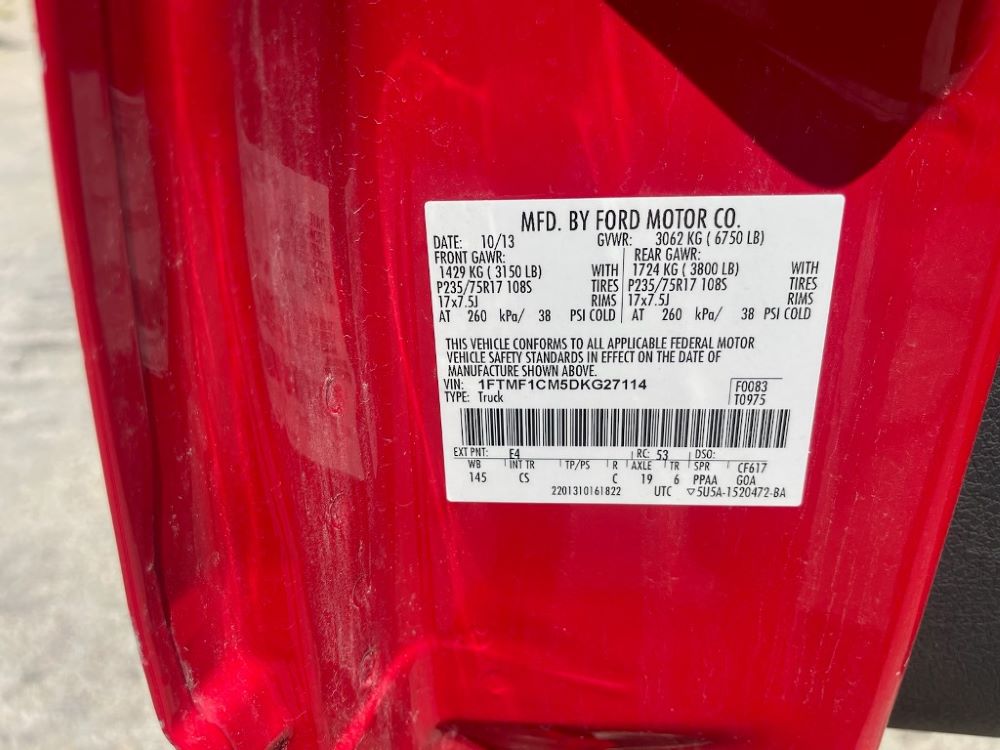 MFD. BY FORD MOTOR CO.
DATE: 10/13 GVWR: 3062 KG ( 6750 LB)
FRONT GAWR: REAR GAWR:
1429 KG ( 3150 LB) WITH 1724 KG ( 3800 LB) WITH
P235/75R17 108S TIRES P235/75R17 108S TIRES
17x7.5J RIMS 17x7.5J RIMS
AT 260 kPa/ 38 PSI COLD AT 260 kPa/ 38 PSI COLD
THIS VEHICLE CONFORMS TO ALL APPLICABLE FEDERAL MOTOR
VEHICLE SAFETY STANDARDS IN EFFECT ON THE DATE OF
MANUFACTURE SHOWN ABOVE.
VIN: 1FTMF1CM5DKG27114 F0083
TYPE: Truck T0975
EXT PNT: E4 RC: 53 DSO:
WB INT TR TP/PS R AXLE TR SPR CF617
145 CS C 19 6 PPAA GOA
2201310161822 UTC ▽5U5A-1520472-BA